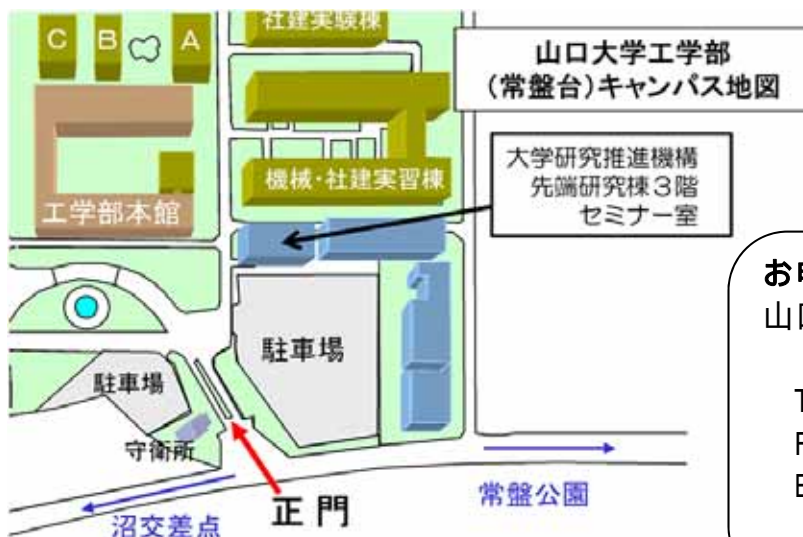 社建実験棟
C B A
山口大学工学部
(常盤台)キャンパス地図
大学研究推進機構
先端研究棟3階
セミナー室
機械・社建実習棟
工学部本館
お申
山口
駐車場
駐車場
守衛所
正門
常盤公園
沼交差点
T
F
E